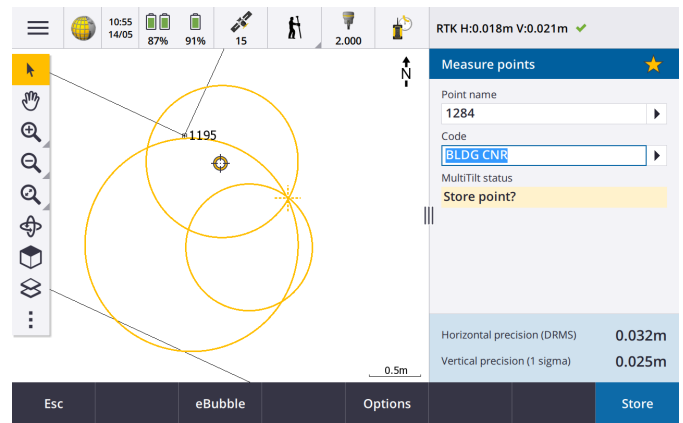 10:55
14/05
87%
91%
15
2.000
RTK H:0.018m V:0.021m
Measure points
Point name
1284
Code
BLDG CNR
MultiTilt status
Store point?
N
1195
0.5m
Horizontal precision (DRMS) 0.032m
Vertical precision (1 sigma) 0.025m
Esc
eBubble
Options
Store